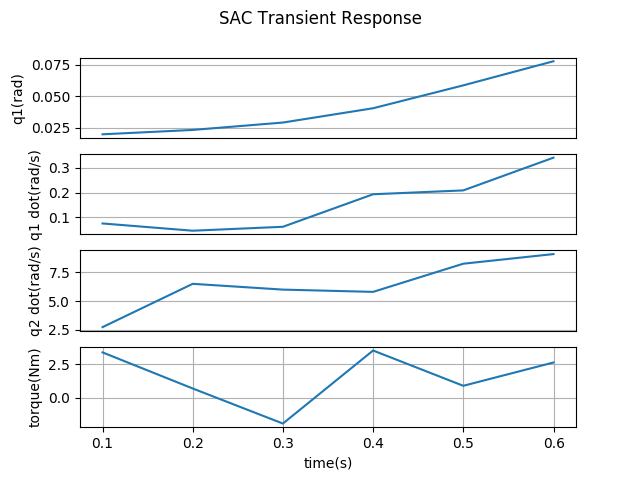 SAC Transient Response
q1(rad)
0.075
0.050
0.025
q1 dot(rad/s)
0.3
0.2
0.1
q2 dot(rad/s)
7.5
5.0
2.5
torque(Nm)
2.5
0.0
0.1 0.2 0.3 0.4 0.5 0.6
time(s)